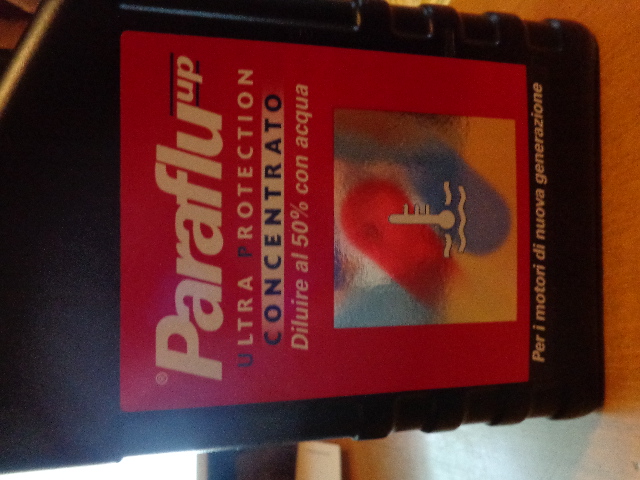 ®Paraflu up
ULTRA PROTECTION
CONCENTRATO
Diluire al 50% con acqua
Per i motori di nuova generazione